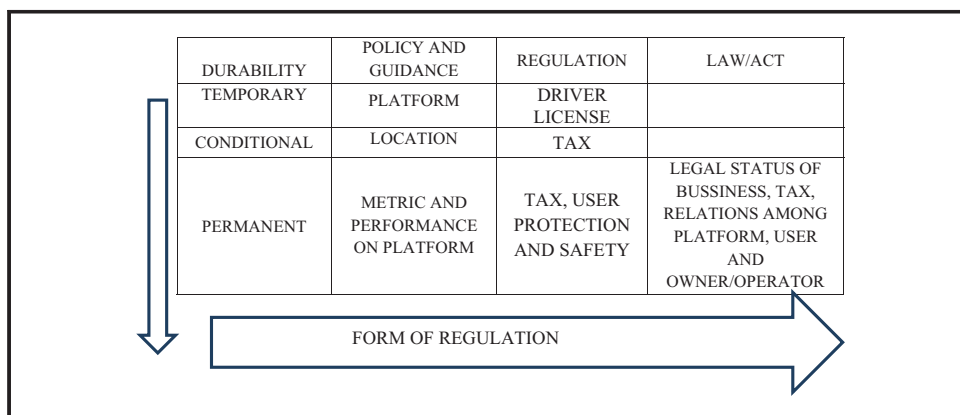 DURABILITY
POLICY AND
GUIDANCE
REGULATION
LAW/ACT
TEMPORARY
PLATFORM
DRIVER
LICENSE
CONDITIONAL
LOCATION
TAX
PERMANENT
METRIC AND
PERFORMANCE
ON PLATFORM
TAX, USER
PROTECTION
AND SAFETY
LEGAL STATUS OF
BUSSINESS, TAX,
RELATIONS AMONG
PLATFORM, USER
AND
OWNER/OPERATOR
FORM OF REGULATION